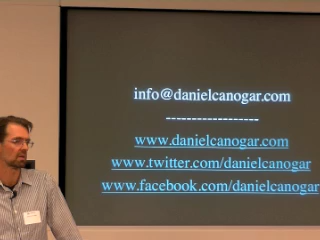 info@danielcanogar.com
------------------
www.danielcanogar.com
www.twitter.com/danielcanogar
www.facebook.com/danielcanogar